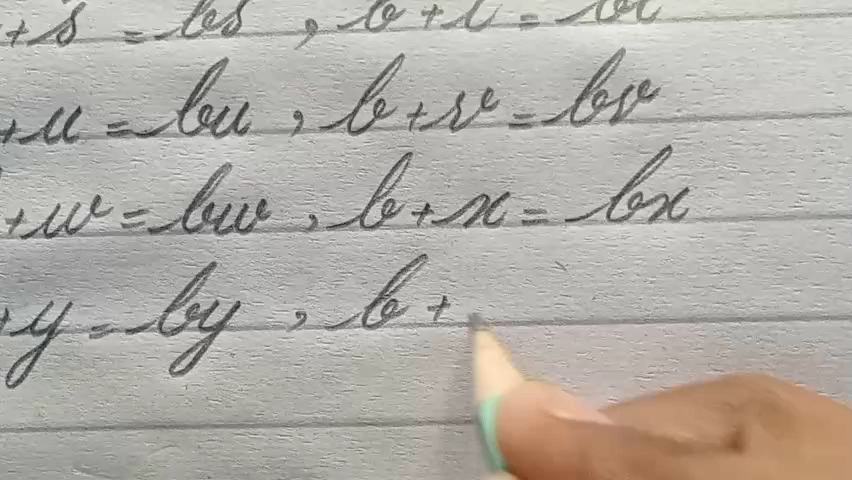 + s = bs , b + t = bt
+ u = bu , b + v = bv
+ w = bw , b + x = bx
+ y = by , b +